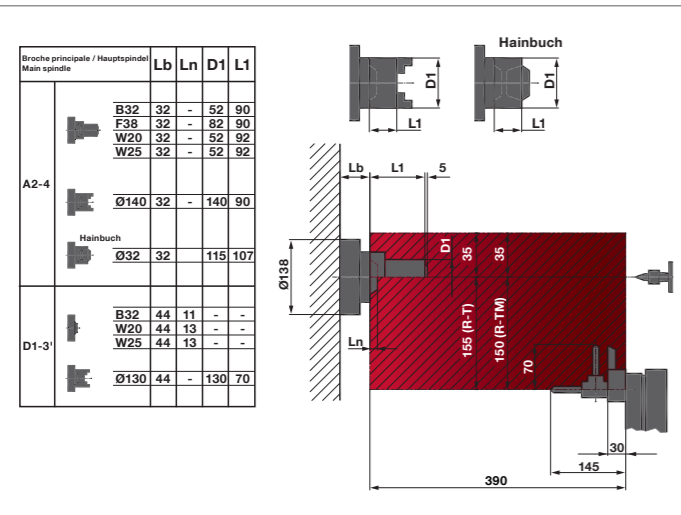 Broche principale / Hauptspindel
Main spindle
Lb Ln D1 L1
A2-4
B32 32 - 52 90
F38 32 - 82 90
W20 32 - 52 92
W25 32 - 52 92
Ø140 32 - 140 90
Hainbuch
Ø32 32 115 107
D1-3'
B32 44 11 - -
W20 44 13 - -
W25 44 13 - -
Ø130 44 - 130 70
Hainbuch
D1
D1
L1
L1
Lb L1 5
D1
35
35
Ø138
Ln
155 (R-T)
150 (R-TM)
70
30
145
390